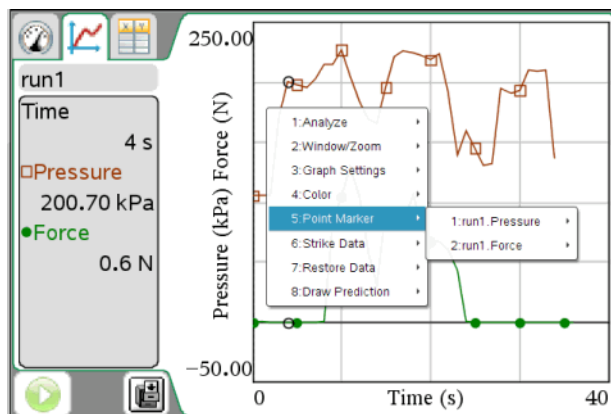 run1
Time
4 s
Pressure
200.70 kPa
Force
0.6 N
250.00
Pressure (kPa) Force (N)
-50.00
0
Time (s)
40
1:Analyze
2:Window/Zoom
3:Graph Settings
4:Color
5:Point Marker
6:Strike Data
7:Restore Data
8:Draw Prediction
1:run1.Pressure
2:run1.Force